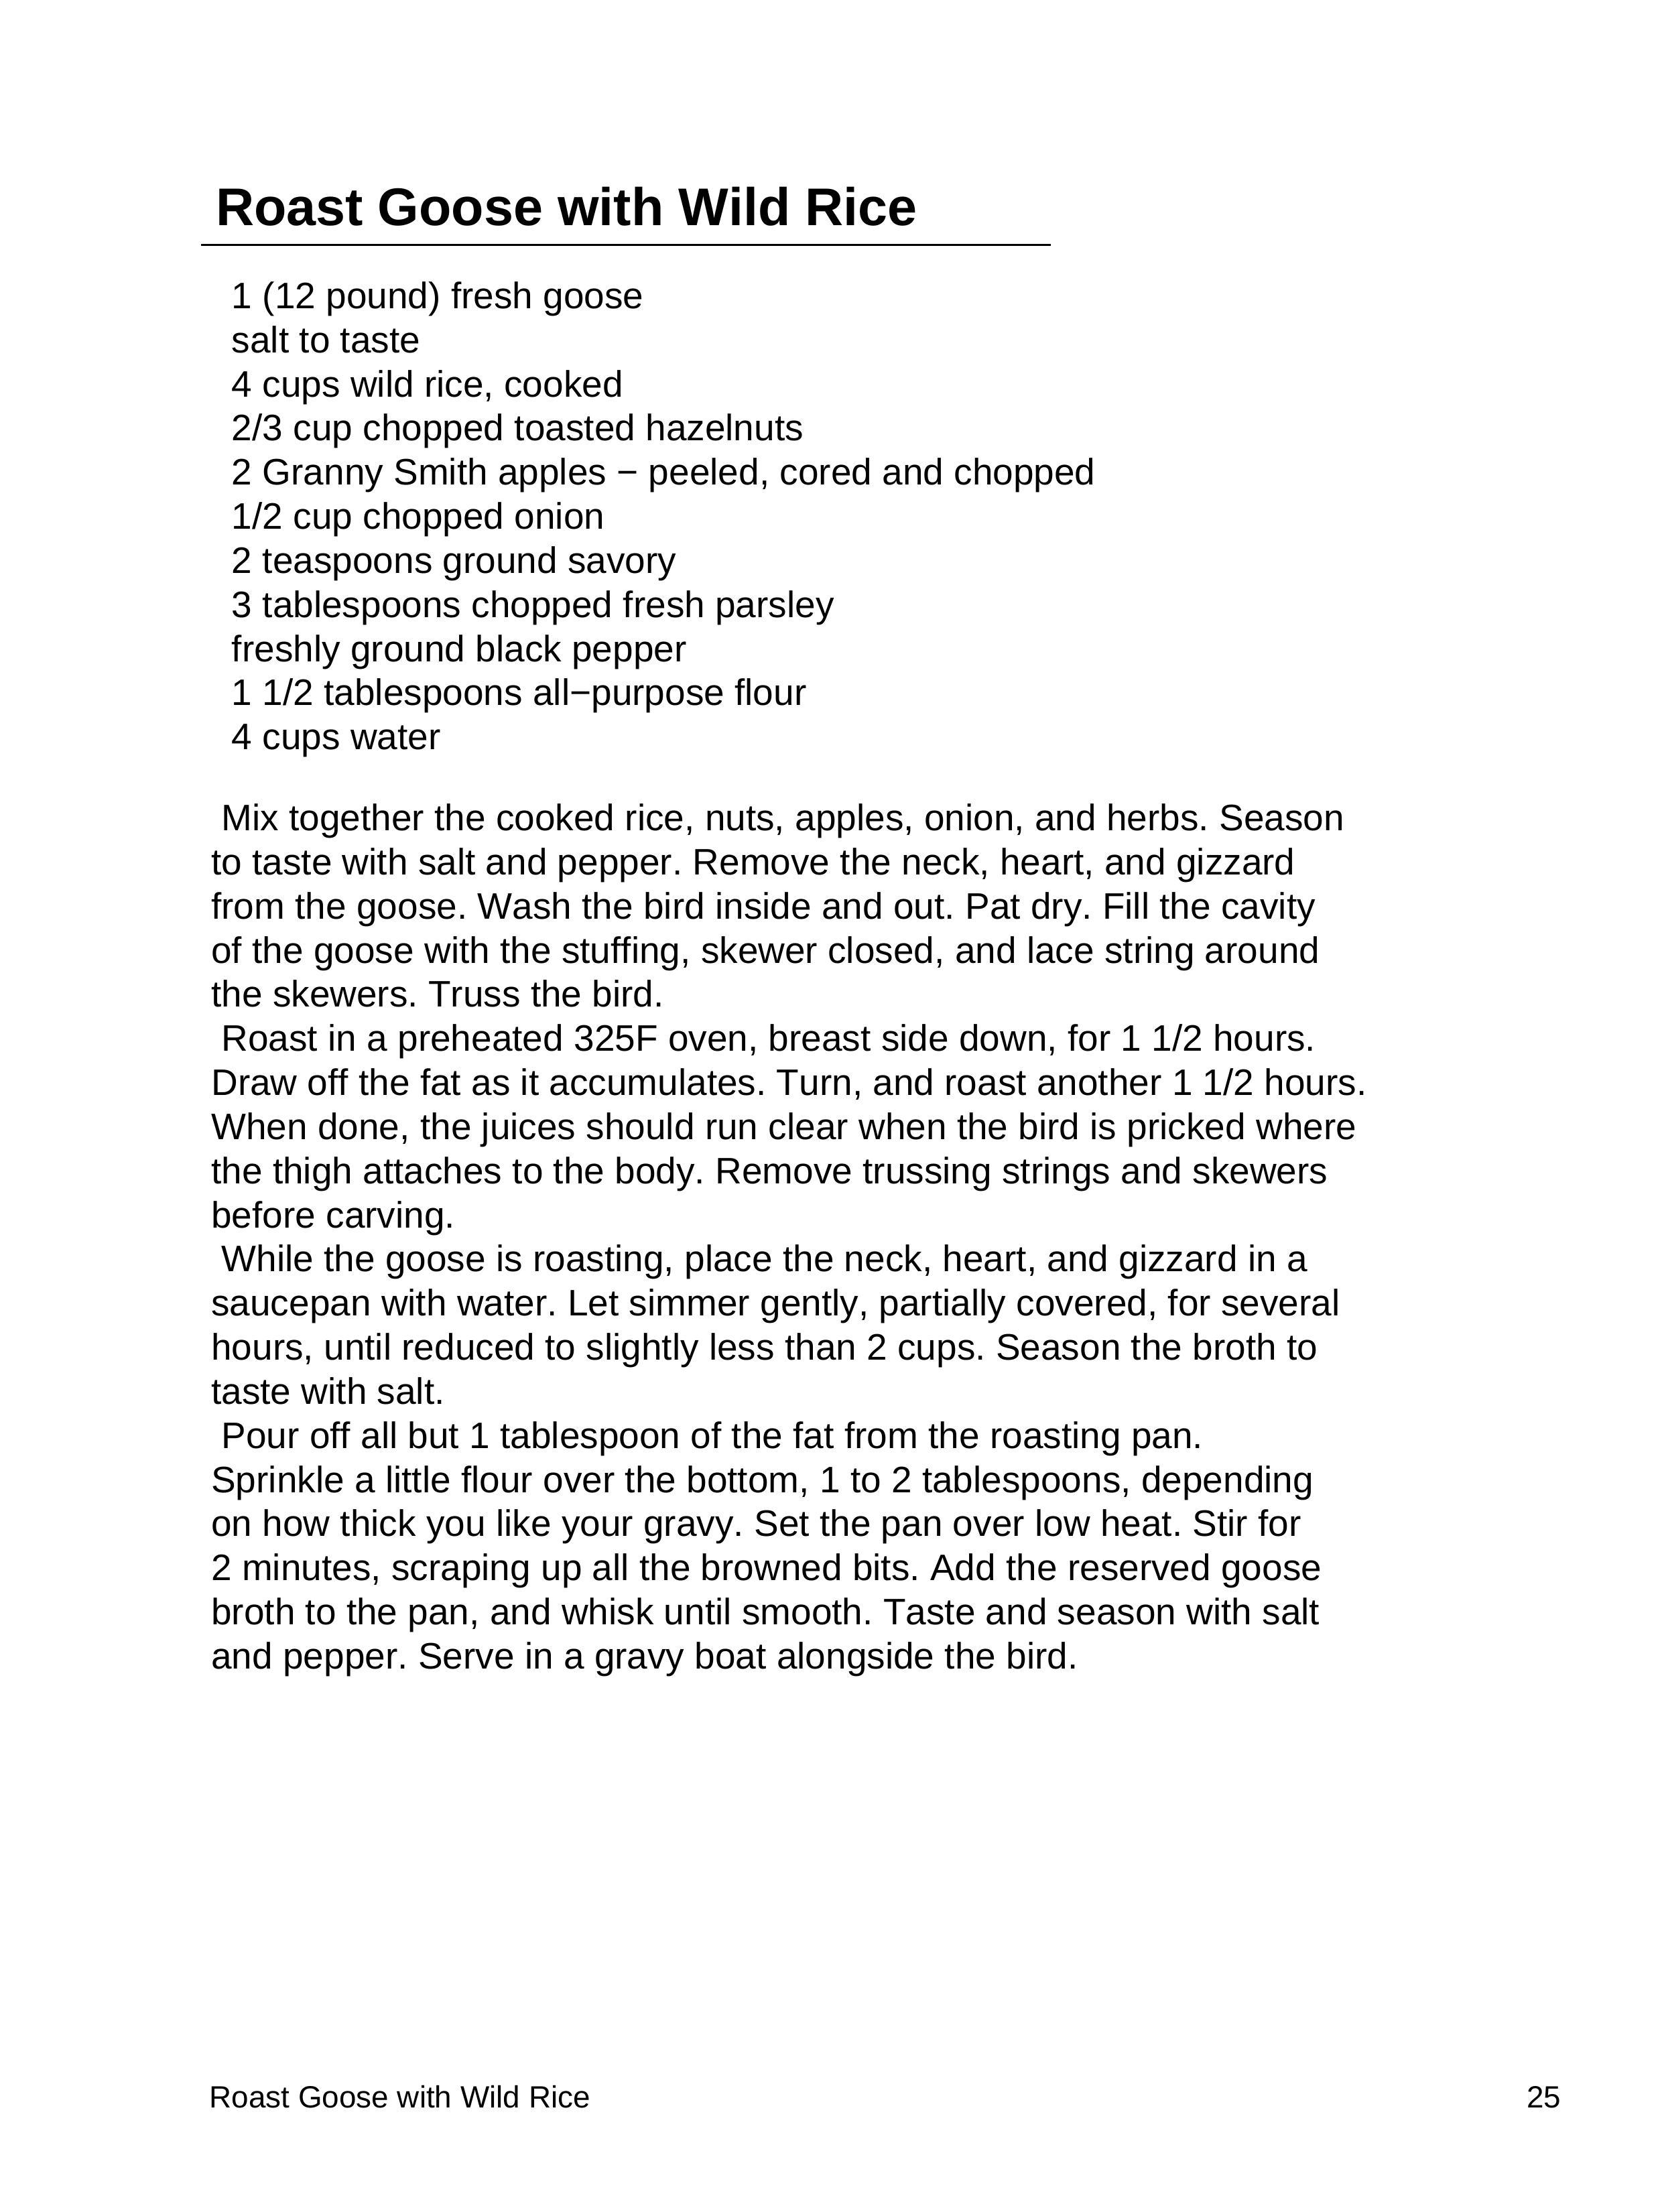 Roast Goose with Wild Rice
1 (12 pound) fresh goose
salt to taste
4 cups wild rice, cooked
2/3 cup chopped toasted hazelnuts
2 Granny Smith apples − peeled, cored and chopped
1/2 cup chopped onion
2 teaspoons ground savory
3 tablespoons chopped fresh parsley
freshly ground black pepper
1 1/2 tablespoons all−purpose flour
4 cups water
Mix together the cooked rice, nuts, apples, onion, and herbs. Season
to taste with salt and pepper. Remove the neck, heart, and gizzard
from the goose. Wash the bird inside and out. Pat dry. Fill the cavity
of the goose with the stuffing, skewer closed, and lace string around
the skewers. Truss the bird.
Roast in a preheated 325F oven, breast side down, for 1 1/2 hours.
Draw off the fat as it accumulates. Turn, and roast another 1 1/2 hours.
When done, the juices should run clear when the bird is pricked where
the thigh attaches to the body. Remove trussing strings and skewers
before carving.
While the goose is roasting, place the neck, heart, and gizzard in a
saucepan with water. Let simmer gently, partially covered, for several
hours, until reduced to slightly less than 2 cups. Season the broth to
taste with salt.
Pour off all but 1 tablespoon of the fat from the roasting pan.
Sprinkle a little flour over the bottom, 1 to 2 tablespoons, depending
on how thick you like your gravy. Set the pan over low heat. Stir for
2 minutes, scraping up all the browned bits. Add the reserved goose
broth to the pan, and whisk until smooth. Taste and season with salt
and pepper. Serve in a gravy boat alongside the bird.
Roast Goose with Wild Rice 25